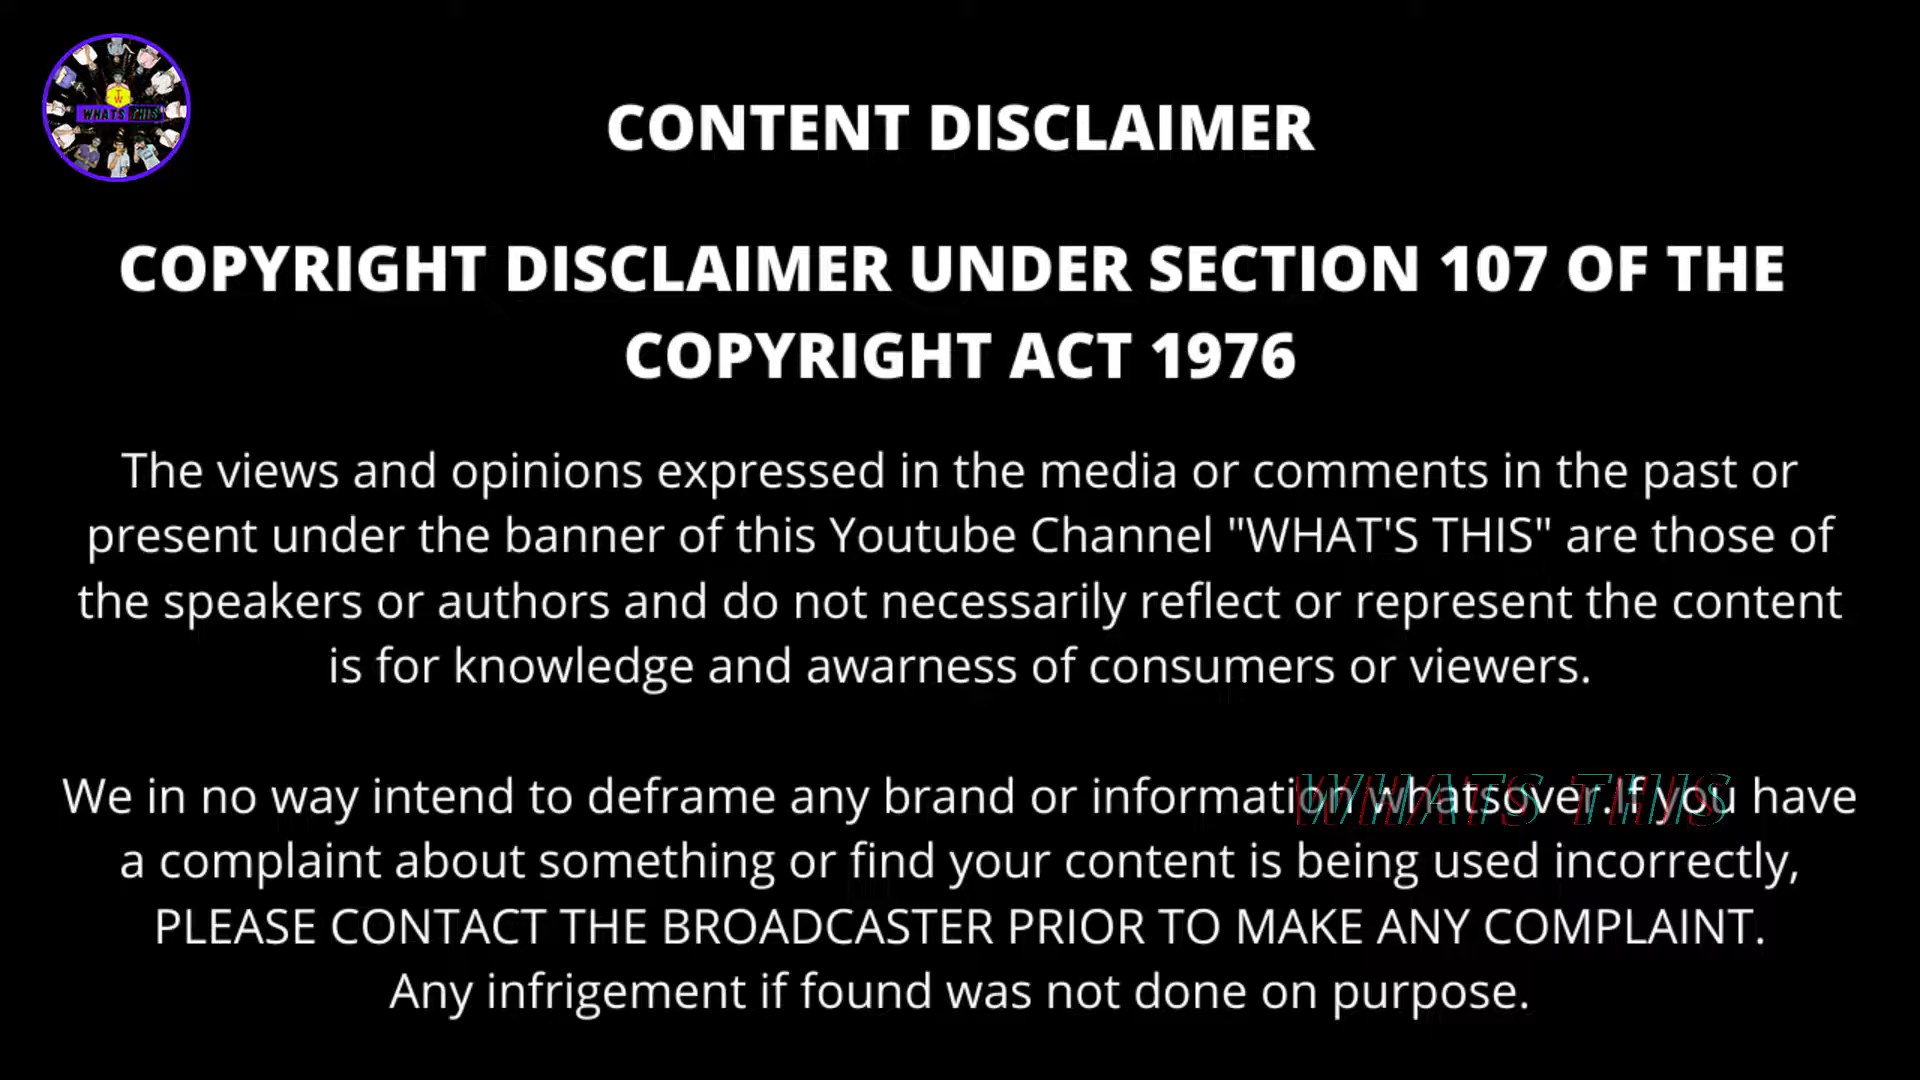 TW
WHATS THIS
CONTENT DISCLAIMER
COPYRIGHT DISCLAIMER UNDER SECTION 107 OF THE
COPYRIGHT ACT 1976
The views and opinions expressed in the media or comments in the past or
present under the banner of this Youtube Channel "WHAT'S THIS" are those of
the speakers or authors and do not necessarily reflect or represent the content
is for knowledge and awarness of consumers or viewers.
We in no way intend to deframe any brand or information whatsover.If you have
WHATS THIS
a complaint about something or find your content is being used incorrectly,
PLEASE CONTACT THE BROADCASTER PRIOR TO MAKE ANY COMPLAINT.
Any infrigement if found was not done on purpose.